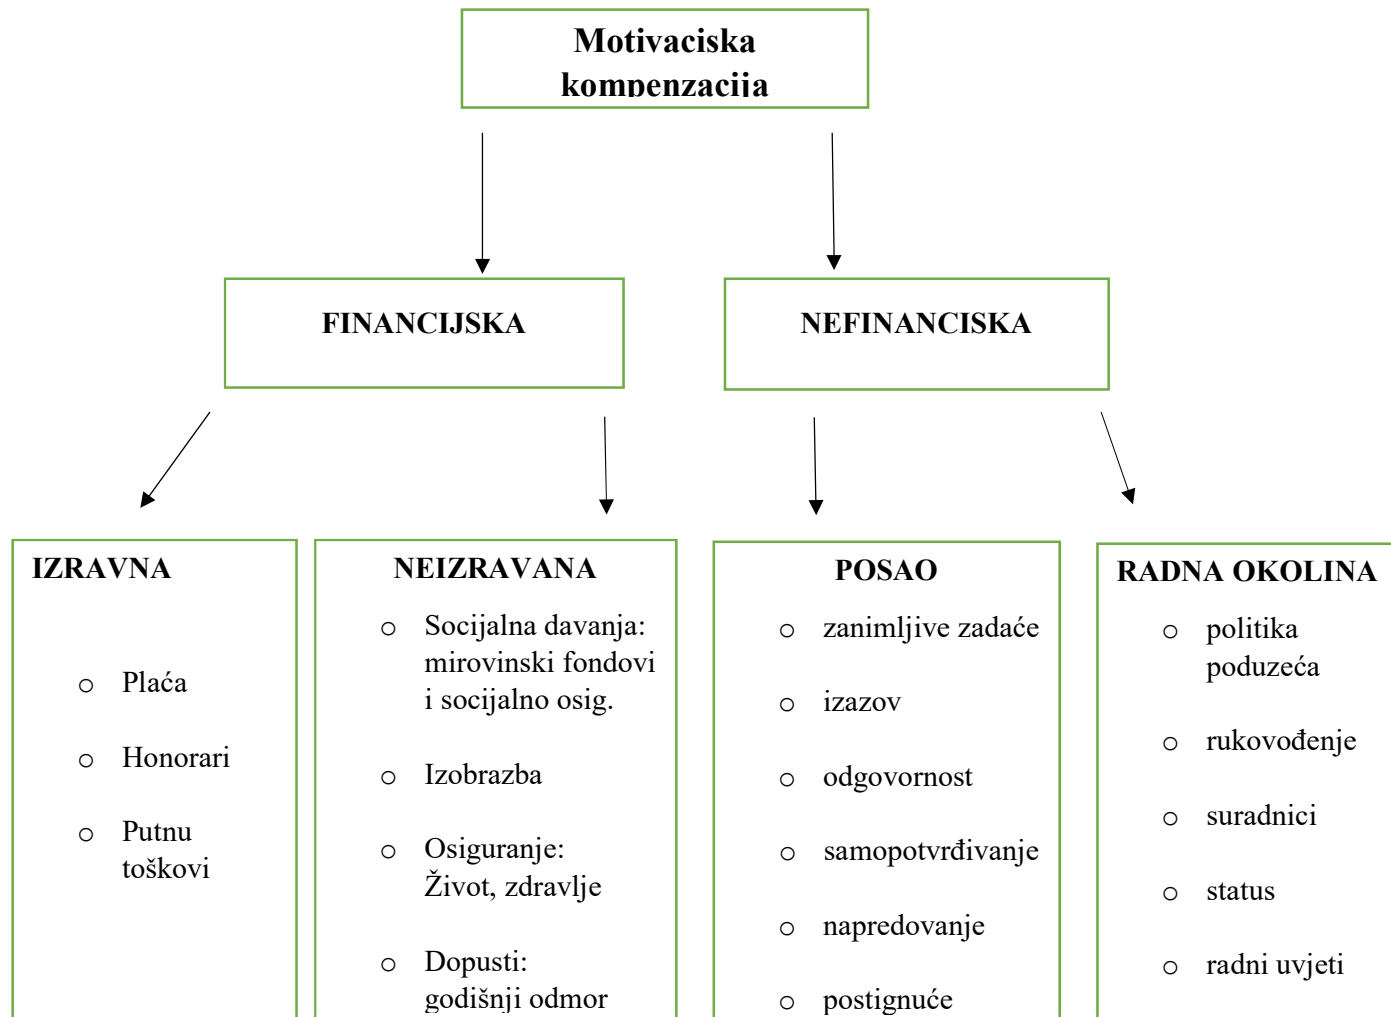 Motivaciska
kompenzacija
FINANCIJSKA
NEFINANCISKA
IZRAVNA
o Plaća
o Honorari
o Putnu
toškovi
NEIZRAVANA
o Socijalna davanja:
mirovinski fondovi
i socijalno osig.
o Izobrazba
o Osiguranje:
Život, zdravlje
o Dopusti:
godišnji odmor
POSAO
o zanimljive zadaće
o izazov
o odgovornost
o samopotvrđivanje
o napredovanje
o postignuće
RADNA OKOLINA
o politika
poduzeća
o rukovođenje
o suradnici
o status
o radni uvjeti